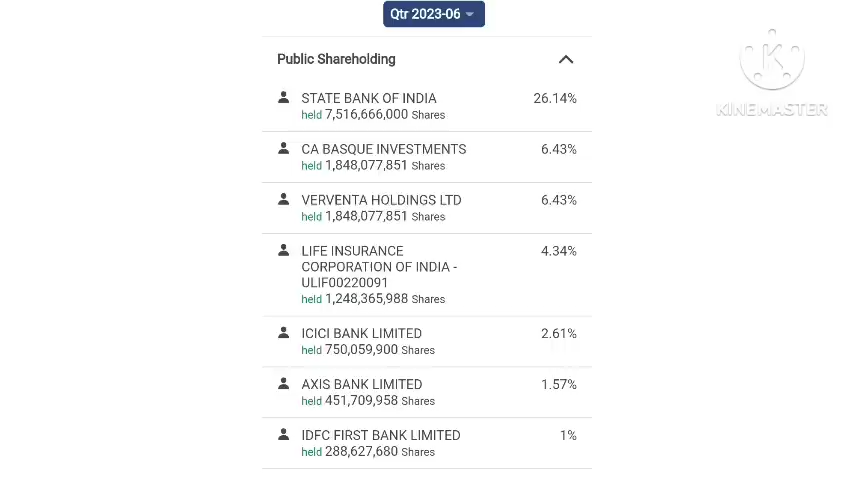 Qtr 2023-06
Public Shareholding
STATE BANK OF INDIA 26.14%
held 7,516,666,000 Shares
CA BASQUE INVESTMENTS 6.43%
held 1,848,077,851 Shares
VERVENTA HOLDINGS LTD 6.43%
held 1,848,077,851 Shares
LIFE INSURANCE 4.34%
CORPORATION OF INDIA -
ULIF00220091
held 1,248,365,988 Shares
ICICI BANK LIMITED 2.61%
held 750,059,900 Shares
AXIS BANK LIMITED 1.57%
held 451,709,958 Shares
IDFC FIRST BANK LIMITED 1%
held 288,627,680 Shares
K
KINEMASTER